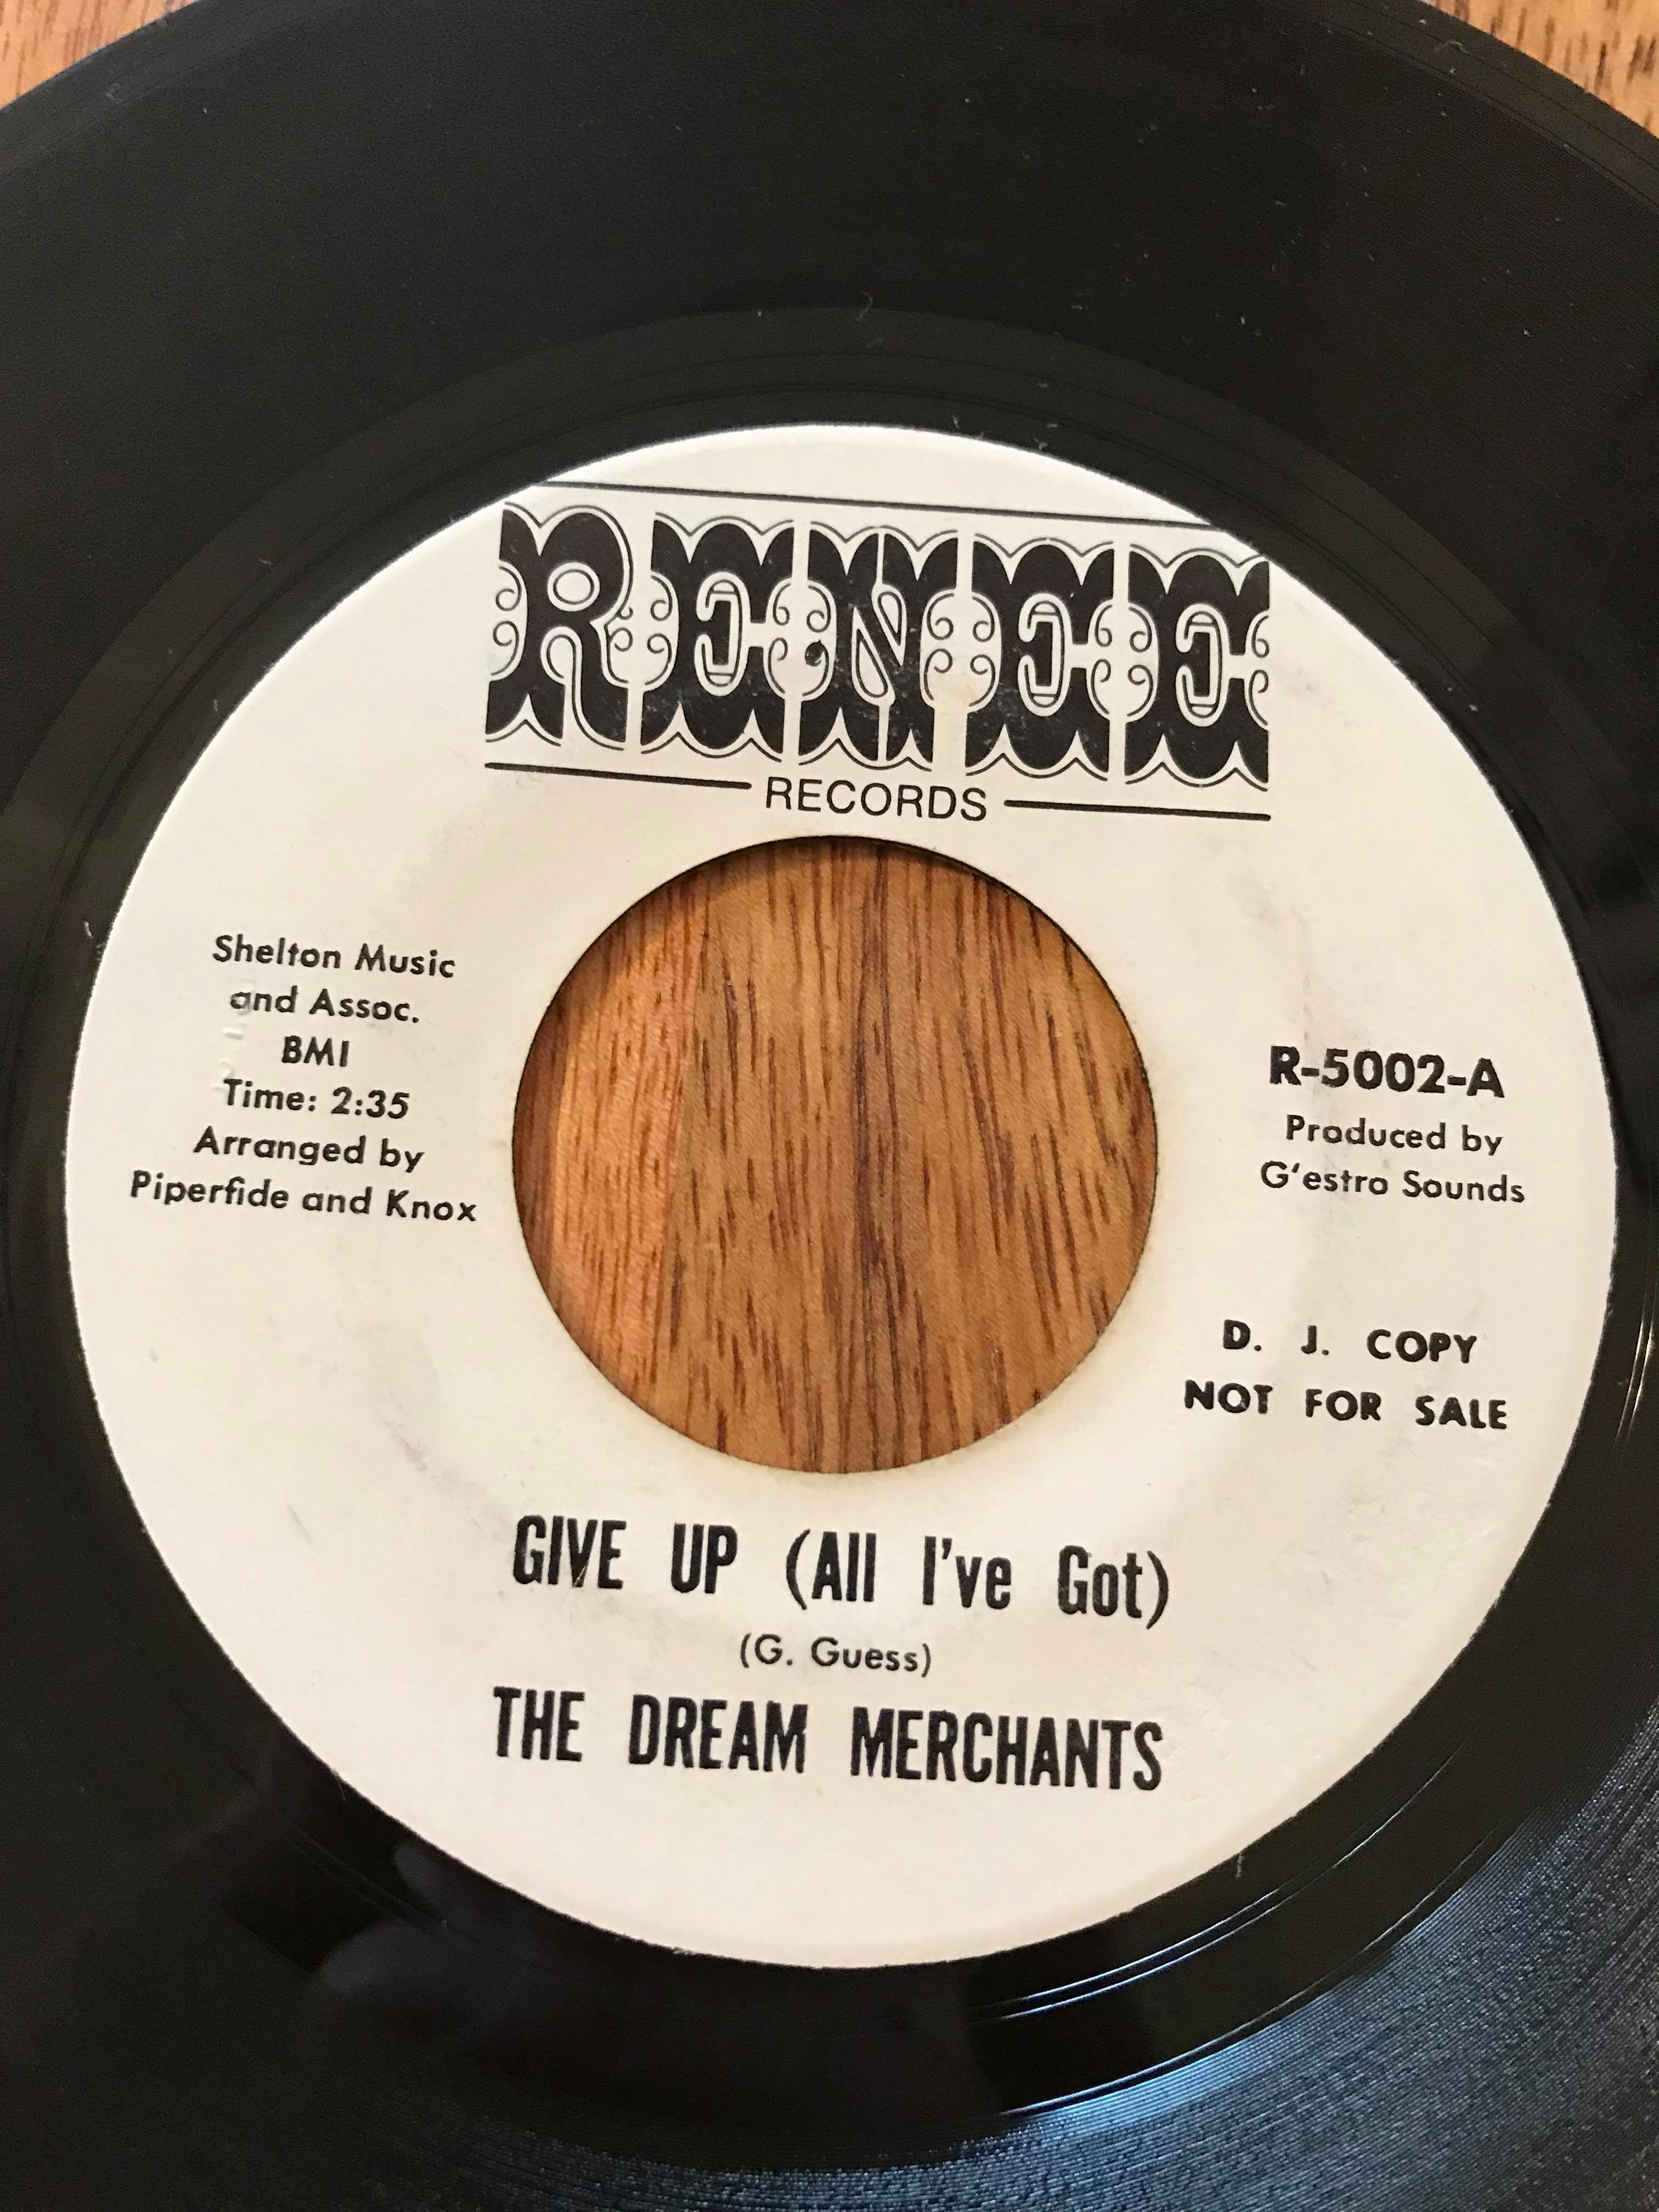 RENEE
RECORDS
Shelton Music
and Assoc.
BMI
Time: 2:35
Arranged by
Piperfide and Knox
R-5002-A
Produced by
G‘estro Sounds
D. J. COPY
NOT FOR SALE
GIVE UP (All I've Got)
(G. Guess)
THE DREAM MERCHANTS